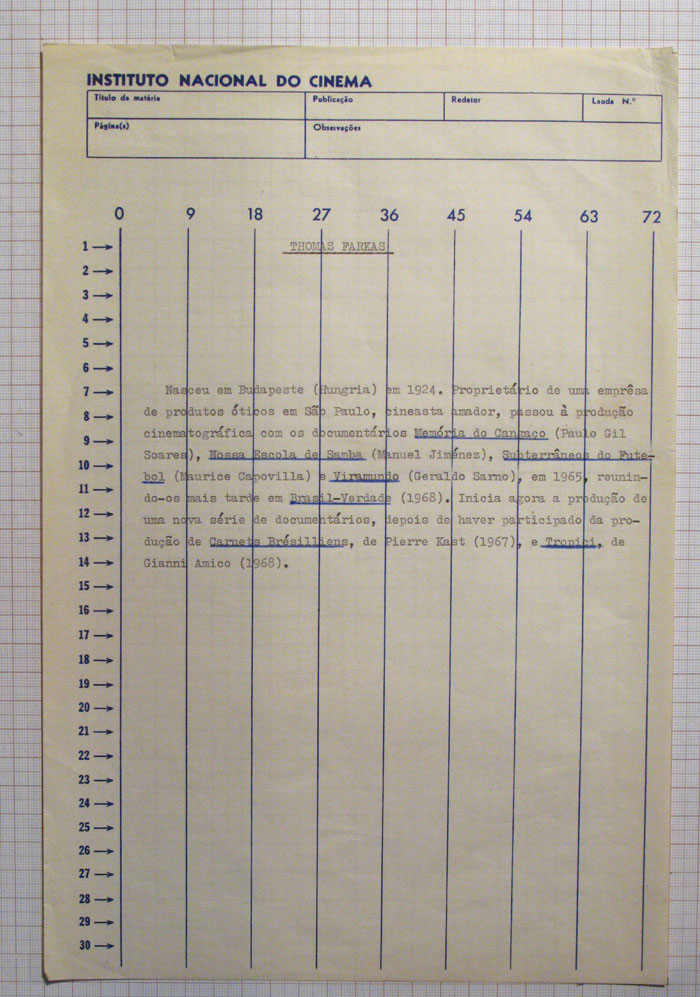 INSTITUTO NACIONAL DO CINEMA
Título da matéria Publicação Redator Lauda N.º
Página(s) Observações
0 9 18 27 36 45 54 63 72
1 → THOMAS FARKAS
2 →
3 →
4 →
5 →
6 →
7 → Nasceu em Budapeste (Hungria) em 1924. Proprietário de uma emprêsa
8 → de produtos óticos em São Paulo, cineasta amador, passou à produção
9 → cinematográfica com os documentários Memória do Cangaço (Paulo Gil
Soares), Nossa Escola de Samba (Manuel Jiménez), Subterrâneos do Fute-
10 → bol (Maurice Capovilla) e Viramundo (Geraldo Sarno), em 1965, reunin-
11 → do-os mais tarde em Brasil-Verdade (1968). Inicia agora a produção de
12 → uma nova série de documentários, depois de haver participado da pro-
13 → dução de Carnets Brésilliens, de Pierre Kast (1967), e Tropici, de
14 → Gianni Amico (1968).
15 →
16 →
17 →
18 →
19 →
20 →
21 →
22 →
23 →
24 →
25 →
26 →
27 →
28 →
29 →
30 →